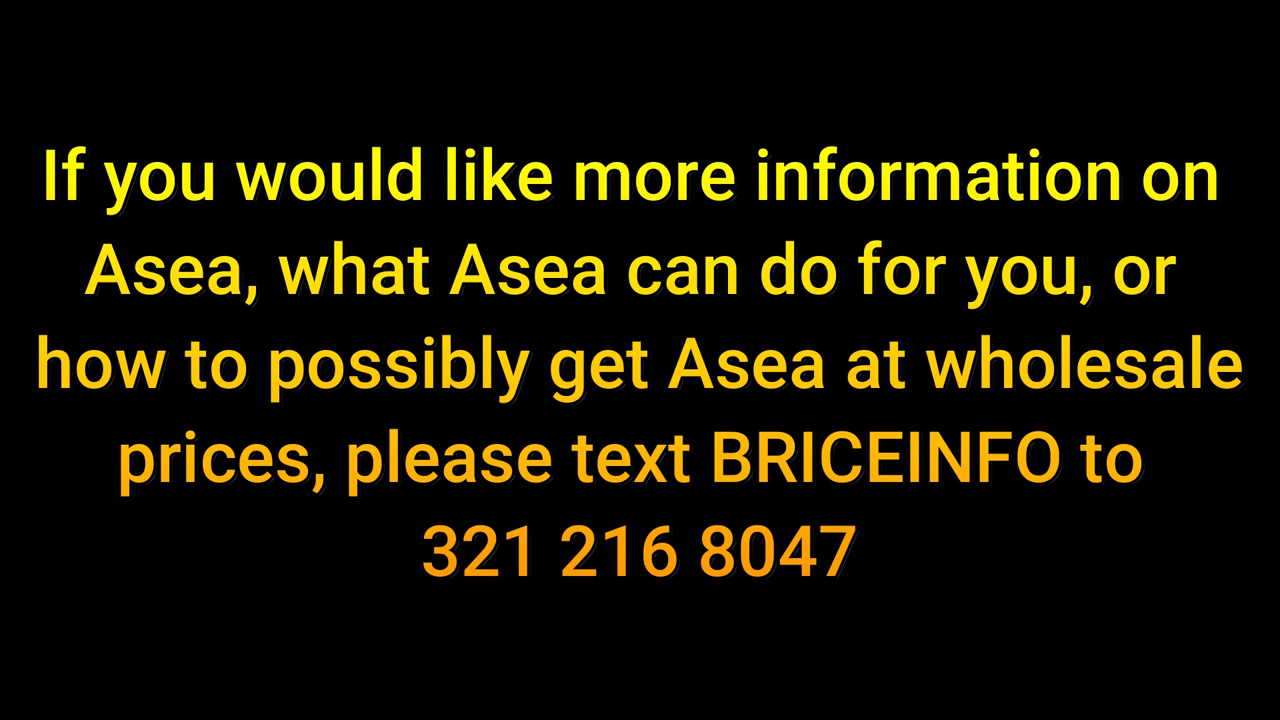 If you would like more information on
Asea, what Asea can do for you, or
how to possibly get Asea at wholesale
prices, please text BRICEINFO to
321 216 8047